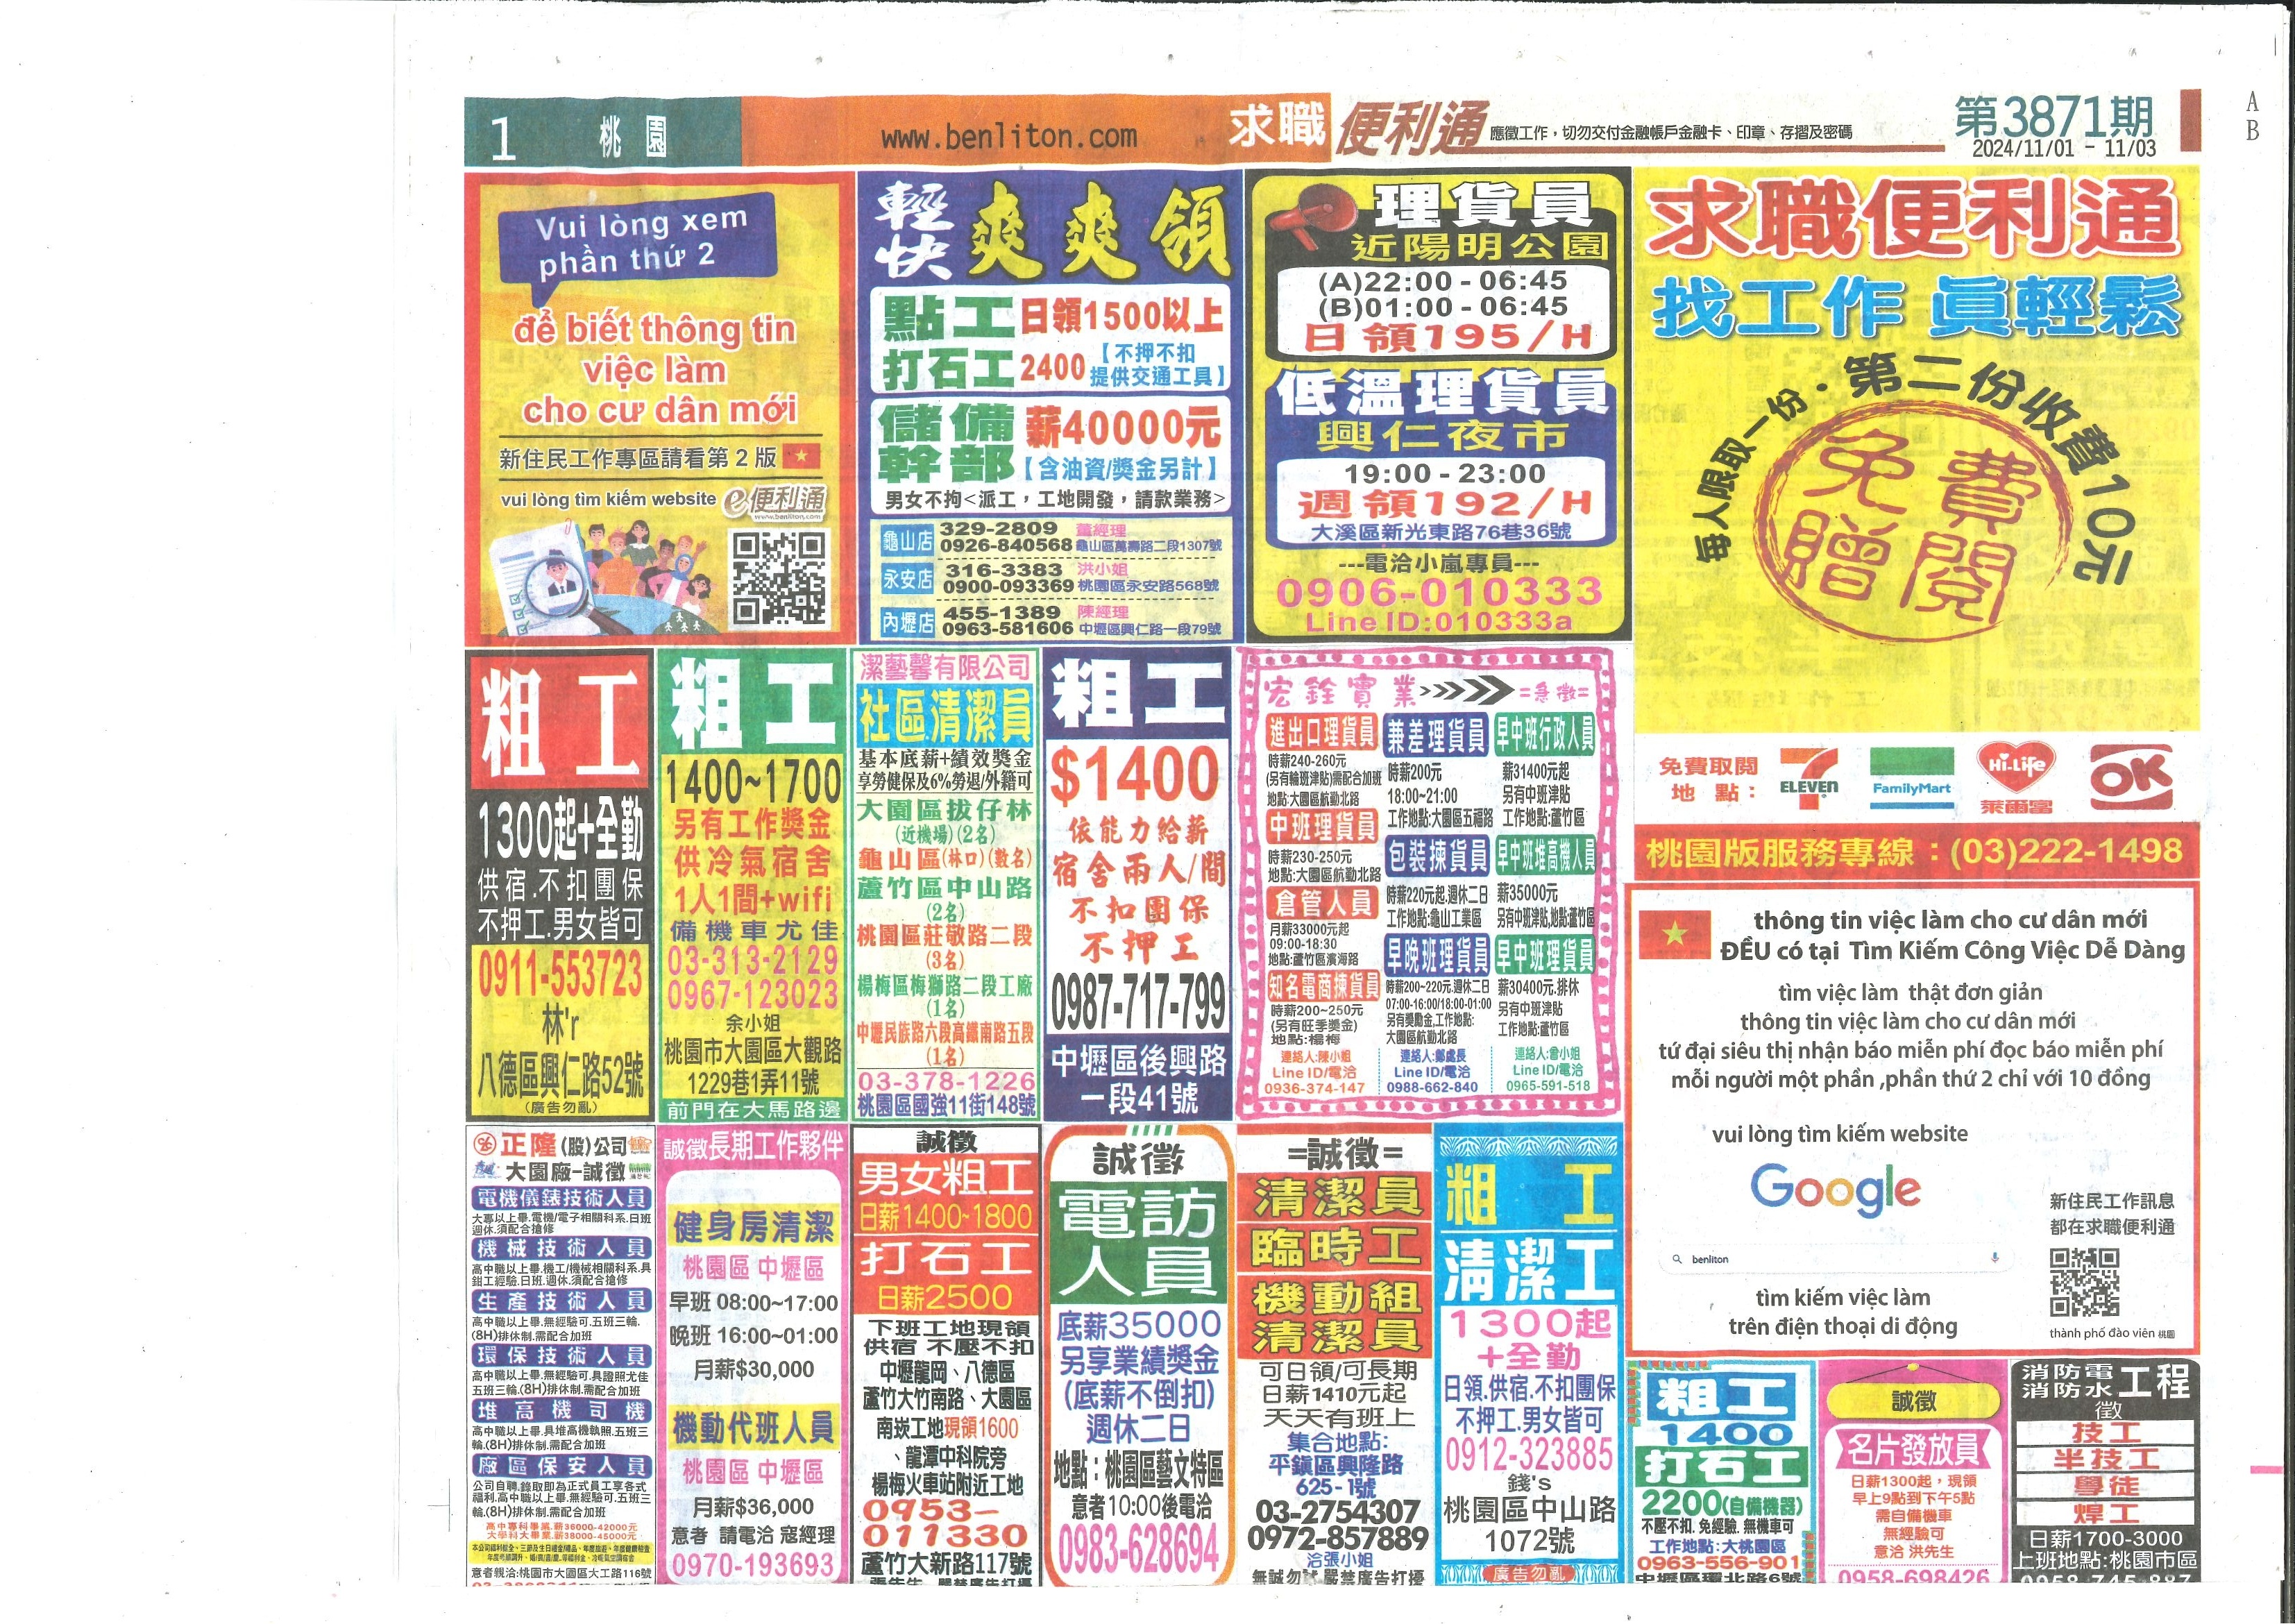 1 桃園
www.benliton.com
求職 便利通
應徵工作，切勿交付金融帳戶金融卡、印章、存摺及密碼
第3871期
2024/11/01 - 11/03
A
B
Vui lòng xem
phần thứ 2
để biết thông tin
việc làm
cho cư dân mới
新住民工作專區請看第2版
vui lòng tìm kiếm website e便利通
www.benliton.com
輕快 爽爽領
點工 日領1500以上
打石工 2400
【不押不扣
提供交通工具】
儲備幹部
薪40000元
【含油資/獎金另計】
男女不拘<派工，工地開發，請款業務>
龜山店 329-2809 董經理
0926-840568 龜山區萬壽路二段1307號
永安店 316-3383 洪小姐
0900-093369 桃園區永安路568號
內壢店 455-1389 陳經理
0963-581606 中壢區興仁路一段79號
理貨員
近陽明公園
(A)22:00 - 06:45
(B)01:00 - 06:45
日領195/H
低溫理貨員
興仁夜市
19:00 - 23:00
週領192/H
大溪區新光東路76巷36號
---電洽小嵐專員---
0906-010333
Line ID:010333a
求職便利通
找工作 真輕鬆
每人限取一份．第二份收費10元
免費贈閱
免費取閱
地點：
7 ELEVEn
FamilyMart
Hi-Life
萊爾富
OK
桃園版服務專線：(03)222-1498
粗工
1300起+全勤
供宿.不扣團保
不押工.男女皆可
0911-553723
林'r
八德區興仁路52號
(廣告勿亂)
粗工
1400~1700
另有工作獎金
供冷氣宿舍
1人1間+wifi
備機車尤佳
03-313-2129
0967-123023
余小姐
桃園市大園區大觀路
1229巷1弄11號
前門在大馬路邊
潔藝馨有限公司
社區清潔員
基本底薪+績效獎金
享勞健保及6%勞退/外籍可
大園區拔仔林
(近機場)(2名)
龜山區(林口)(數名)
蘆竹區中山路
(2名)
桃園區莊敬路二段
(3名)
楊梅區梅獅路二段工廠
(1名)
中壢民族路六段高鐵南路五段
(1名)
03-378-1226
桃園區國強11街148號
粗工
$1400
依能力給薪
宿舍兩人/間
不扣團保
不押工
0987-717-799
中壢區後興路
一段41號
宏銓實業 =急徵=
進出口理貨員
時薪240-260元
(另有輪班津貼)需配合加班
地點:大園區航勤北路
中班理貨員
時薪230-250元
地點:大園區航勤北路
倉管人員
月薪33000元起
09:00-18:30
地點:蘆竹區濱海路
知名電商揀貨員
時薪200~250元
(另有旺季獎金)
地點:楊梅
連絡人:陳小姐
Line ID/電洽
0936-374-147
兼差理貨員
時薪200元
18:00~21:00
工作地點:大園區五福路
包裝揀貨員
時薪220元起.週休二日
工作地點:龜山工業區
早晚班理貨員
時薪200~220元.週休二日
07:00-16:00/18:00-01:00
另有獎勵金,工作地點:
大園區航勤北路
連絡人:鄭處長
Line ID/電洽
0988-662-840
早中班行政人員
薪31400元起
另有中班津貼
工作地點:蘆竹區
早中班堆高機人員
薪35000元
另有中班津貼,地點:蘆竹區
早中班理貨員
薪30400元.排休
另有中班津貼
工作地點:蘆竹區
連絡人:曾小姐
Line ID/電洽
0965-591-518
thông tin việc làm cho cư dân mới
ĐỀU có tại Tìm Kiếm Công Việc Dễ Dàng
tìm việc làm thật đơn giản
thông tin việc làm cho cư dân mới
tứ đại siêu thị nhận báo miễn phí đọc báo miễn phí
mỗi người một phần ,phần thứ 2 chỉ với 10 đồng
vui lòng tìm kiếm website
Google
benliton
tìm kiếm việc làm
trên điện thoại di động
新住民工作訊息
都在求職便利通
thành phố đào viên 桃園
正隆(股)公司
大園廠-誠徵
電機儀錶技術人員
大專以上畢.電機/電子相關科系.日班
週休.須配合搶修
機械技術人員
高中職以上畢.機工/機械相關科系.具
鉗工經驗.日班.週休.須配合搶修
生產技術人員
高中職以上畢.無經驗可.五班三輪.
(8H)排休制.需配合加班
環保技術人員
高中職以上畢.無經驗可.具證照尤佳
五班三輪.(8H)排休制.需配合加班
堆高機司機
高中職以上畢.具堆高機執照.五班三
輪.(8H)排休制.需配合加班
廠區保安人員
公司自聘.錄取即為正式員工享各式
福利.高中職以上畢.無經驗可.五班三
輪.(8H)排休制.需配合加班
高中專科畢業.薪36000-42000元
大學科大畢業.薪38000-45000元
意者親洽:桃園市大園區大工路116號
誠徵長期工作夥伴
健身房清潔
桃園區 中壢區
早班 08:00~17:00
晚班 16:00~01:00
月薪$30,000
機動代班人員
桃園區 中壢區
月薪$36,000
意者 請電洽 寇經理
0970-193693
誠徵
男女粗工
日薪1400~1800
打石工
日薪2500
下班工地現領
供宿 不壓不扣
中壢龍岡、八德區
蘆竹大竹南路、大園區
南崁工地現領1600
、龍潭中科院旁
楊梅火車站附近工地
0953-
011330
蘆竹大新路117號
誠徵
電訪人員
底薪35000
另享業績獎金
(底薪不倒扣)
週休二日
地點：桃園區藝文特區
意者10:00後電洽
0983-628694
=誠徵=
清潔員
臨時工
機動組
清潔員
可日領/可長期
日薪1410元起
天天有班上
集合地點:
平鎮區興隆路
625-1號
03-2754307
0972-857889
洽張小姐
無誠勿試 嚴禁廣告打擾
粗工
清潔工
1300起
+全勤
日領.供宿.不扣團保
不押工.男女皆可
0912-323885
錢's
桃園區中山路
1072號
廣告勿亂
粗工
1400
打石工
2200(自備機器)
不壓不扣.免經驗.無機車可
工作地點:大桃園區
0963-556-901
中壢區環北路6號
誠徵
名片發放員
日薪1300起，現領
早上9點到下午5點
需自備機車
無經驗可
意洽 洪先生
0958-698426
消防電
消防水 工程
徵
技工
半技工
學徒
焊工
日薪1700-3000
上班地點:桃園市區
0958-745-887